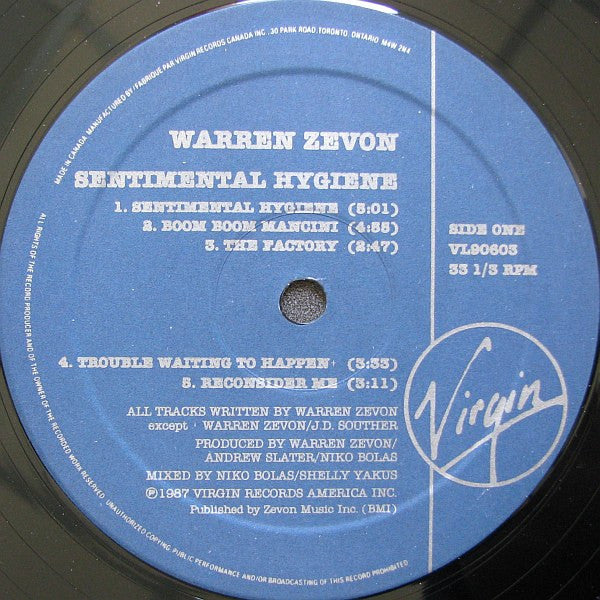 MADE IN CANADA. MANUFACTURED BY/FABRIQUÉ PAR VIRGIN RECORDS CANADA INC., 30 PARK ROAD, TORONTO, ONTARIO M4W 2N4
WARREN ZEVON
SENTIMENTAL HYGIENE
1. SENTIMENTAL HYGIENE (5:01)
2. BOOM BOOM MANCINI (4:55)
3. THE FACTORY (2:47)
SIDE ONE
VL90603
33 1/3 RPM
4. TROUBLE WAITING TO HAPPEN+ (3:33)
5. RECONSIDER ME (3:11)
Virgin
ALL TRACKS WRITTEN BY WARREN ZEVON
except + WARREN ZEVON/J.D. SOUTHER
PRODUCED BY WARREN ZEVON/
ANDREW SLATER/NIKO BOLAS
MIXED BY NIKO BOLAS/SHELLY YAKUS
℗1987 VIRGIN RECORDS AMERICA INC.
Published by Zevon Music Inc. (BMI)
ALL RIGHTS OF THE RECORD PRODUCER AND OF THE OWNER OF THE RECORDED WORK RESERVED. UNAUTHORIZED COPYING, PUBLIC PERFORMANCE AND/OR BROADCASTING OF THIS RECORD PROHIBITED